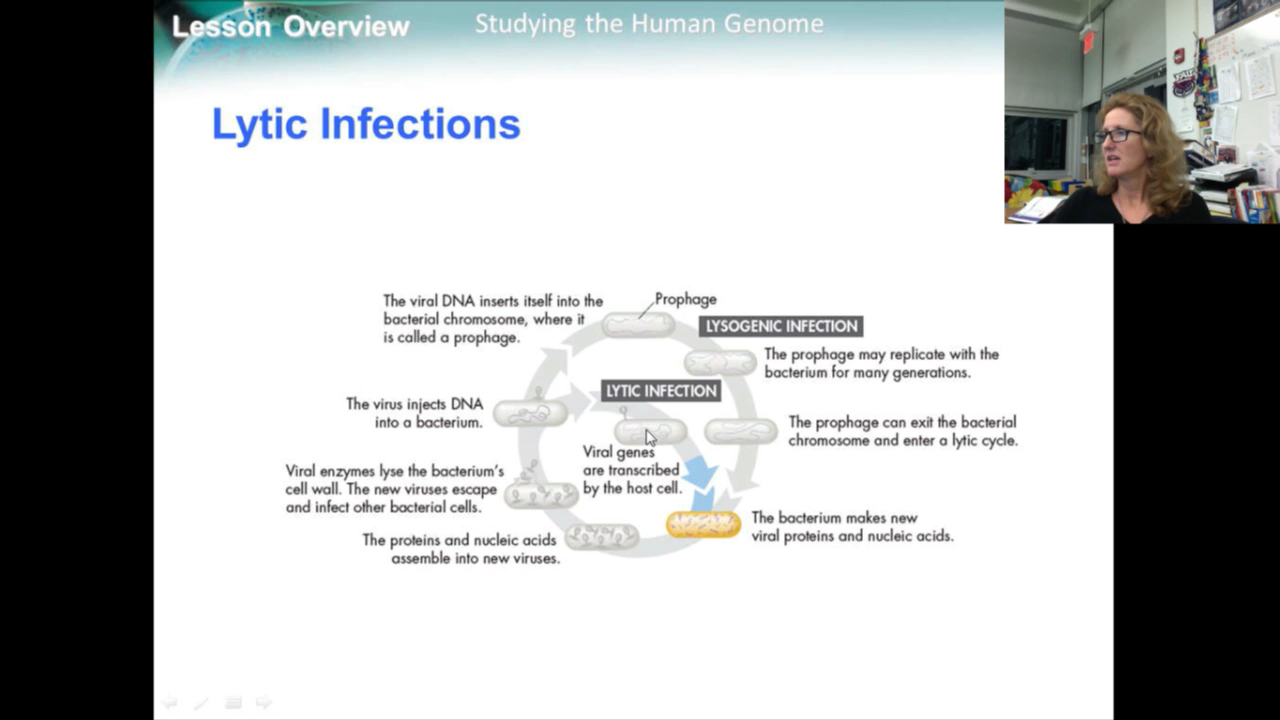 Lesson Overview
Studying the Human Genome
Lytic Infections
The viral DNA inserts itself into the
bacterial chromosome, where it
is called a prophage.
Prophage
LYSOGENIC INFECTION
The prophage may replicate with the
bacterium for many generations.
LYTIC INFECTION
The virus injects DNA
into a bacterium.
The prophage can exit the bacterial
chromosome and enter a lytic cycle.
Viral genes
are transcribed
by the host cell.
Viral enzymes lyse the bacterium's
cell wall. The new viruses escape
and infect other bacterial cells.
The bacterium makes new
viral proteins and nucleic acids.
The proteins and nucleic acids
assemble into new viruses.